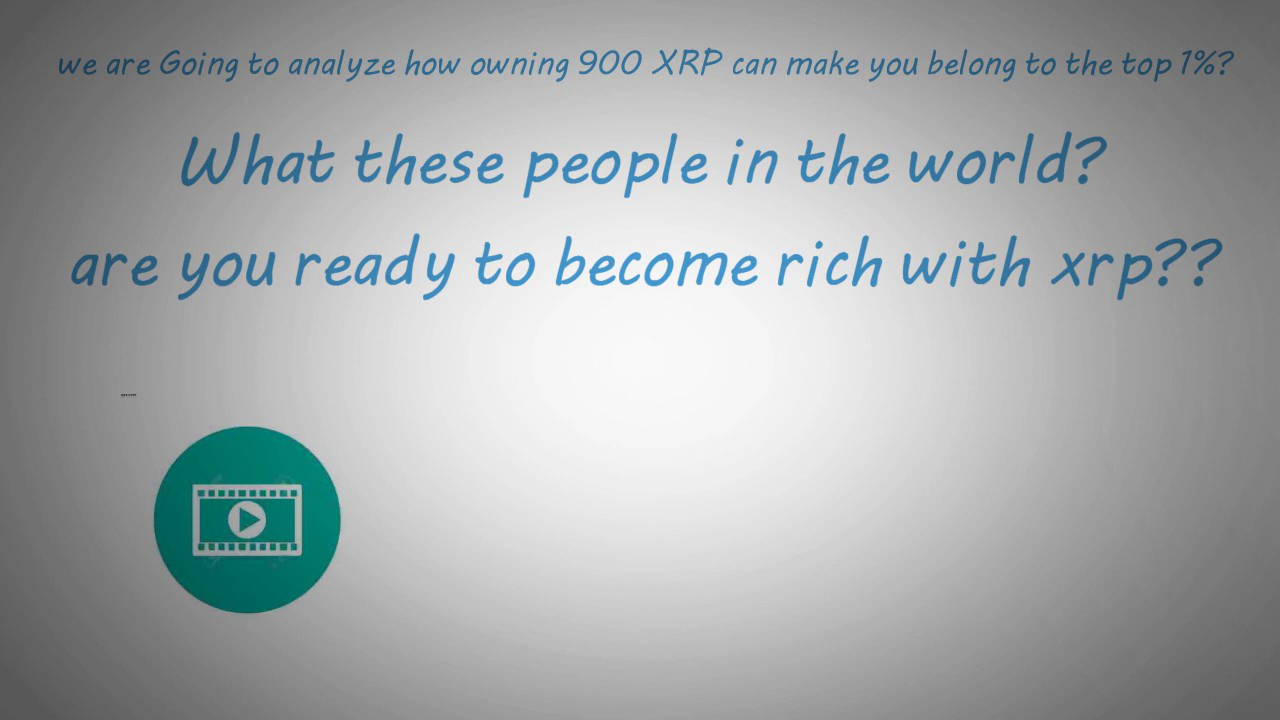 we are Going to analyze how owning 900 XRP can make you belong to the top 1%?
What these people in the world?
are you ready to become rich with xrp??